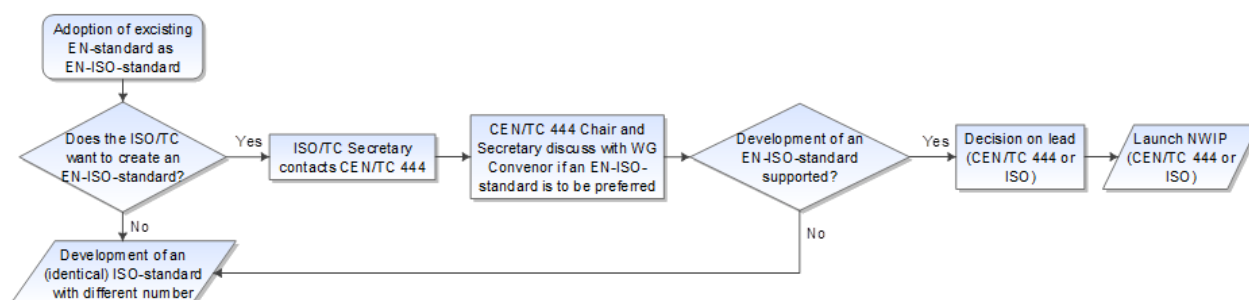 Adoption of excisting
EN-standard as
EN-ISO-standard
Does the ISO/TC
want to create an
EN-ISO-standard?
Yes
ISO/TC Secretary
contacts CEN/TC 444
CEN/TC 444 Chair and
Secretary discuss with WG
Convenor if an EN-ISO-
standard is to be preferred
Development of an
EN-ISO-standard
supported?
Yes
Decision on lead
(CEN/TC 444 or
ISO)
Launch NWIP
(CEN/TC 444 or
ISO)
No
No
Development of an
(identical) ISO-standard
with different number